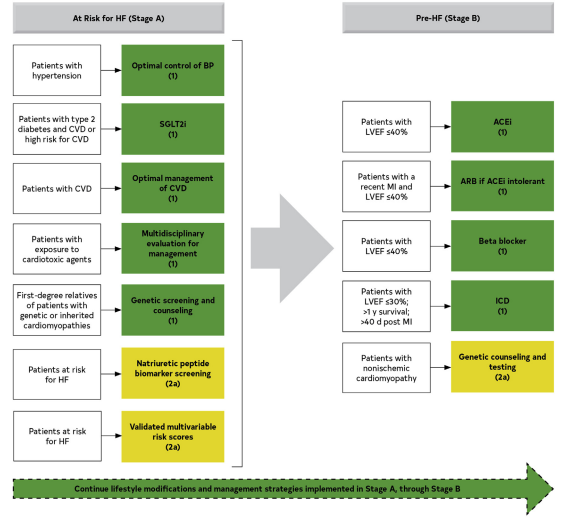 At Risk for HF (Stage A)
Patients with
hypertension
Optimal control of BP
(1)
Patients with type 2
diabetes and CVD or
high risk for CVD
SGLT2i
(1)
Patients with CVD
Optimal management
of CVD
(1)
Patients with
exposure to
cardiotoxic agents
Multidisciplinary
evaluation for
management
(1)
First-degree relatives
of patients with
genetic or inherited
cardiomyopathies
Genetic screening and
counseling
(1)
Patients at risk
for HF
Natriuretic peptide
biomarker screening
(2a)
Patients at risk
for HF
Validated multivariable
risk scores
(2a)
Pre-HF (Stage B)
Patients with
LVEF ≤40%
ACEi
(1)
Patients with a
recent MI and
LVEF ≤40%
ARB if ACEi intolerant
(1)
Patients with
LVEF ≤40%
Beta blocker
(1)
Patients with
LVEF ≤30%;
>1 y survival;
>40 d post MI
ICD
(1)
Patients with
nonischemic
cardiomyopathy
Genetic counseling and
testing
(2a)
Continue lifestyle modifications and management strategies implemented in Stage A, through Stage B